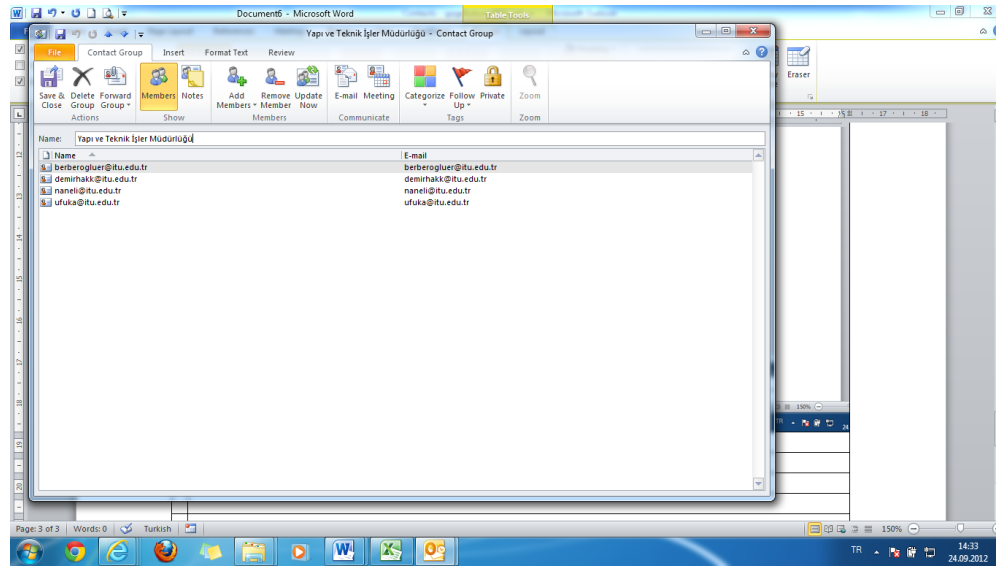 Document6 - Microsoft Word
Table Tools
Yapı ve Teknik İşler Müdürlüğü - Contact Group
File Contact Group Insert Format Text Review
Save & Close
Delete Group
Forward Group
Members
Notes
Add Members
Remove Member
Update Now
E-mail
Meeting
Categorize
Follow Up
Private
Zoom
Eraser
Actions Show Members Communicate Tags Zoom
Name: Yapı ve Teknik İşler Müdürlüğü
Name E-mail
berberogluer@itu.edu.tr berberogluer@itu.edu.tr
demirhakk@itu.edu.tr demirhakk@itu.edu.tr
naneli@itu.edu.tr naneli@itu.edu.tr
ufuka@itu.edu.tr ufuka@itu.edu.tr
150%
Page: 3 of 3 Words: 0 Turkish 150%
TR 14:33
24.09.2012